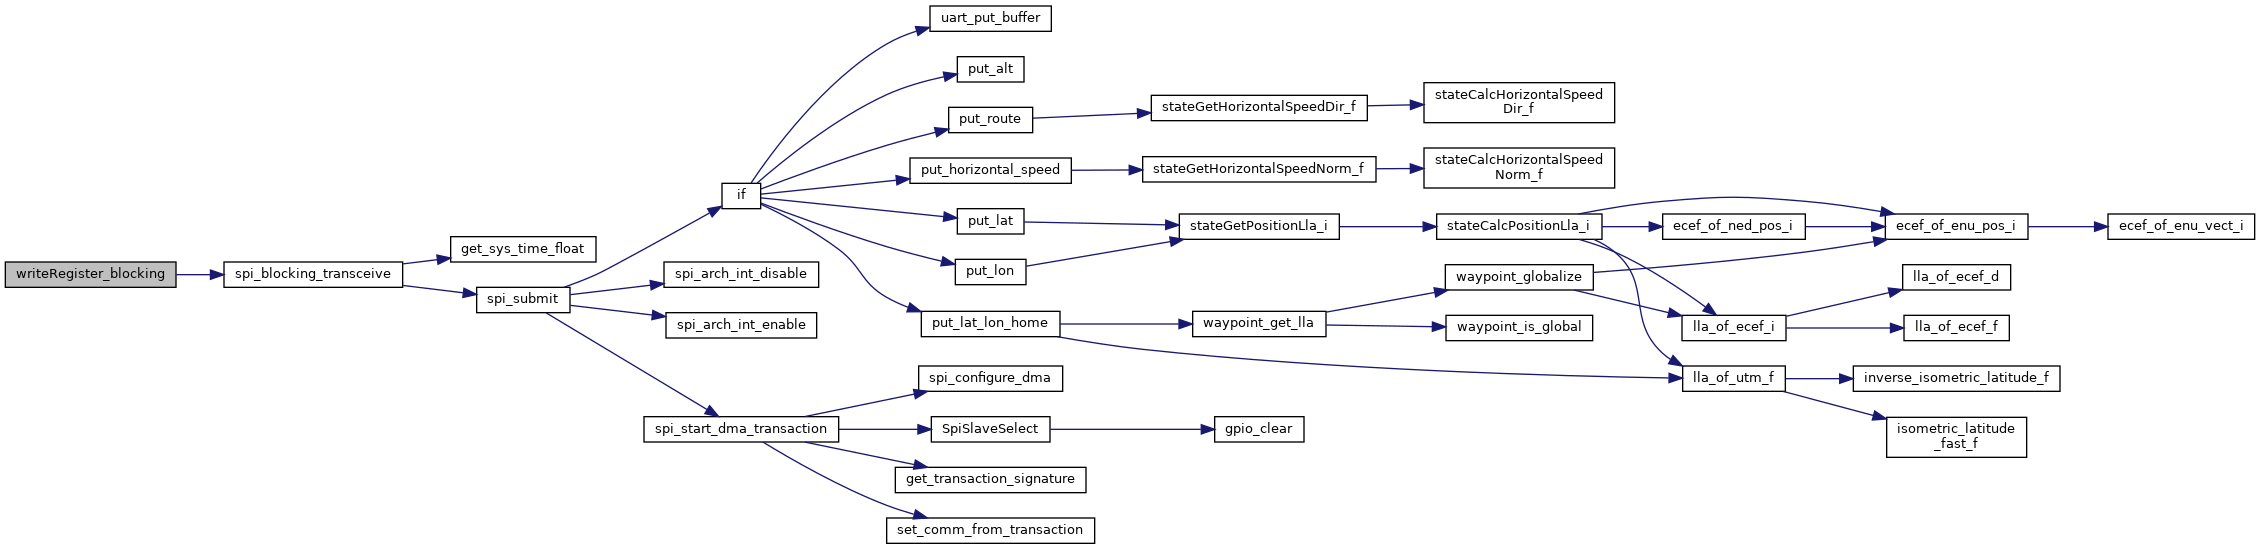 writeRegister_blocking
spi_blocking_transceive
get_sys_time_float
spi_submit
if
spi_arch_int_disable
spi_arch_int_enable
spi_start_dma_transaction
uart_put_buffer
put_alt
put_route
put_horizontal_speed
put_lat
put_lon
put_lat_lon_home
spi_configure_dma
SpiSlaveSelect
get_transaction_signature
set_comm_from_transaction
stateGetHorizontalSpeedDir_f
stateGetHorizontalSpeedNorm_f
stateGetPositionLla_i
waypoint_get_lla
gpio_clear
stateCalcHorizontalSpeed
Dir_f
stateCalcHorizontalSpeed
Norm_f
stateCalcPositionLla_i
waypoint_globalize
waypoint_is_global
ecef_of_ned_pos_i
lla_of_ecef_i
lla_of_utm_f
ecef_of_enu_pos_i
lla_of_ecef_d
lla_of_ecef_f
inverse_isometric_latitude_f
isometric_latitude
_fast_f
ecef_of_enu_vect_i